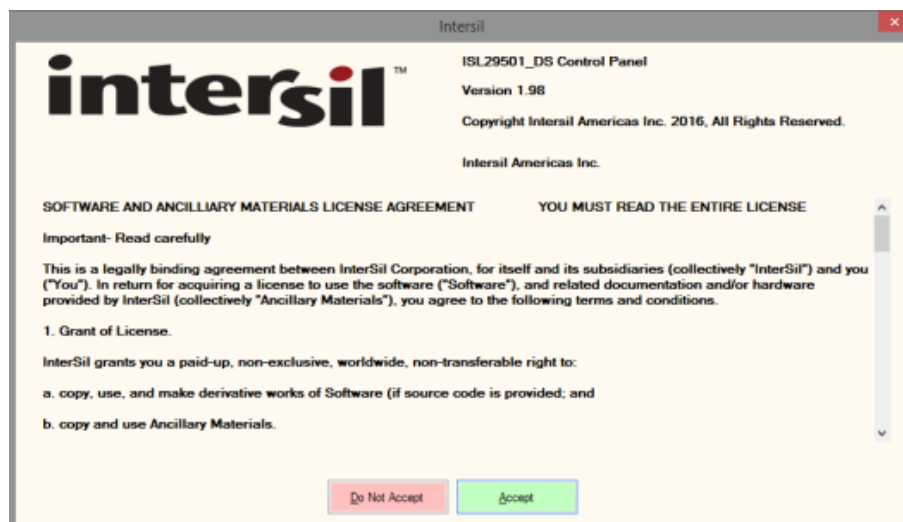 Intersil
intersil™
ISL29501_DS Control Panel
Version 1.98
Copyright Intersil Americas Inc. 2016, All Rights Reserved.
Intersil Americas Inc.
SOFTWARE AND ANCILLIARY MATERIALS LICENSE AGREEMENT YOU MUST READ THE ENTIRE LICENSE
Important- Read carefully
This is a legally binding agreement between InterSil Corporation, for itself and its subsidiaries (collectively "InterSil") and you
("You"). In return for acquiring a license to use the software ("Software"), and related documentation and/or hardware
provided by InterSil (collectively "Ancillary Materials"), you agree to the following terms and conditions.
1. Grant of License.
InterSil grants you a paid-up, non-exclusive, worldwide, non-transferable right to:
a. copy, use, and make derivative works of Software (if source code is provided; and
b. copy and use Ancillary Materials.
Do Not Accept
Accept